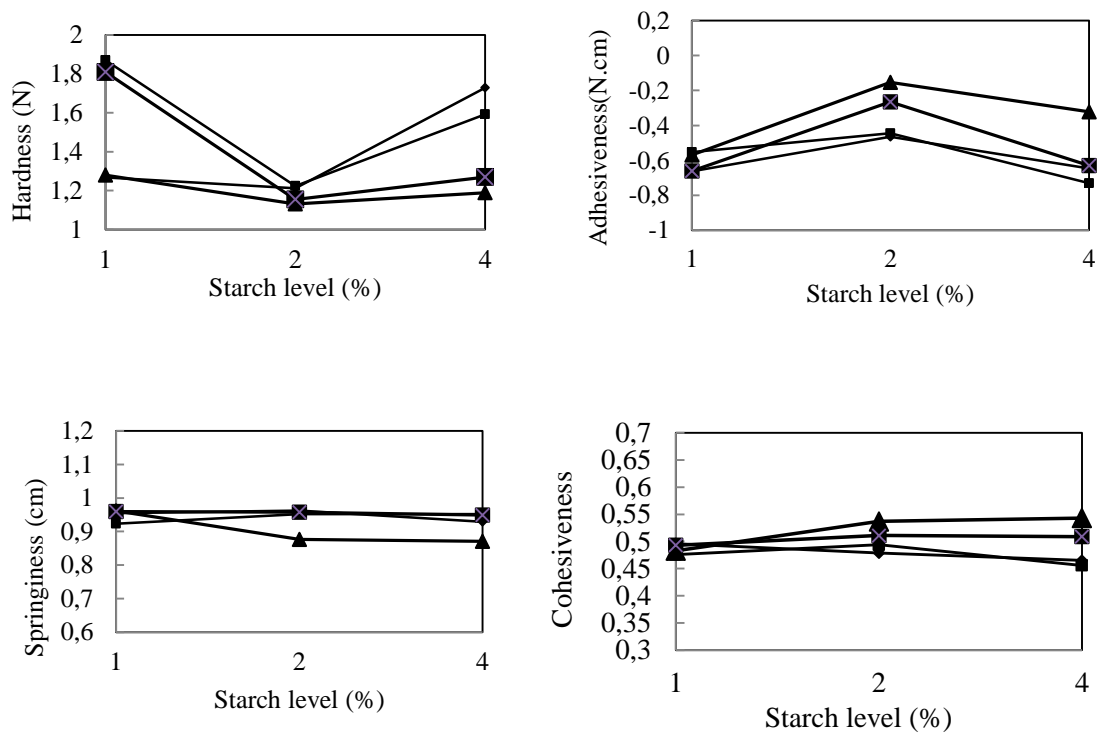 Hardness (N)
2
1,8
1,6
1,4
1,2
1
1 2 4
Starch level (%)
Adhesiveness(N.cm)
0,2
0
-0,2
-0,4
-0,6
-0,8
-1
1 2 4
Starch level (%)
Springiness (cm)
1,2
1,1
1
0,9
0,8
0,7
0,6
1 2 4
Starch level (%)
Cohesiveness
0,7
0,65
0,6
0,55
0,5
0,45
0,4
0,35
0,3
1 2 4
Starch level (%)